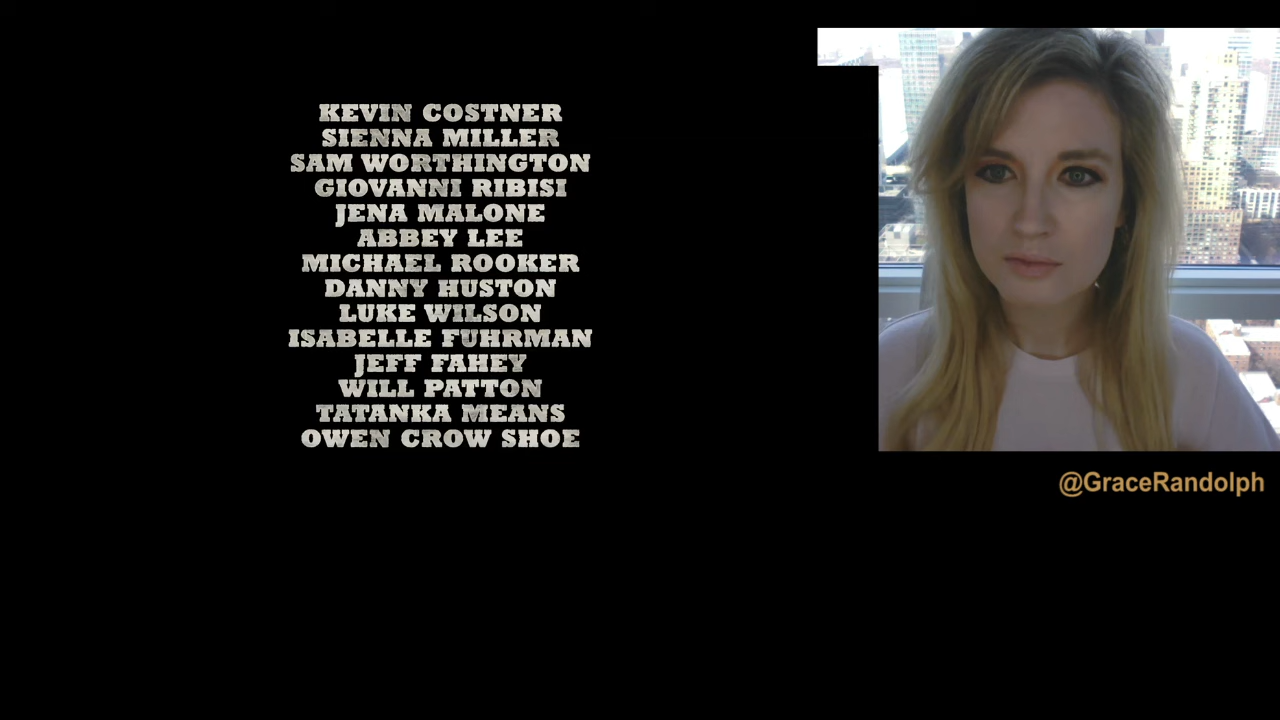 KEVIN COSTNER
SIENNA MILLER
SAM WORTHINGTON
GIOVANNI RIBISI
JENA MALONE
ABBEY LEE
MICHAEL ROOKER
DANNY HUSTON
LUKE WILSON
ISABELLE FUHRMAN
JEFF FAHEY
WILL PATTON
TATANKA MEANS
OWEN CROW SHOE
@GraceRandolph